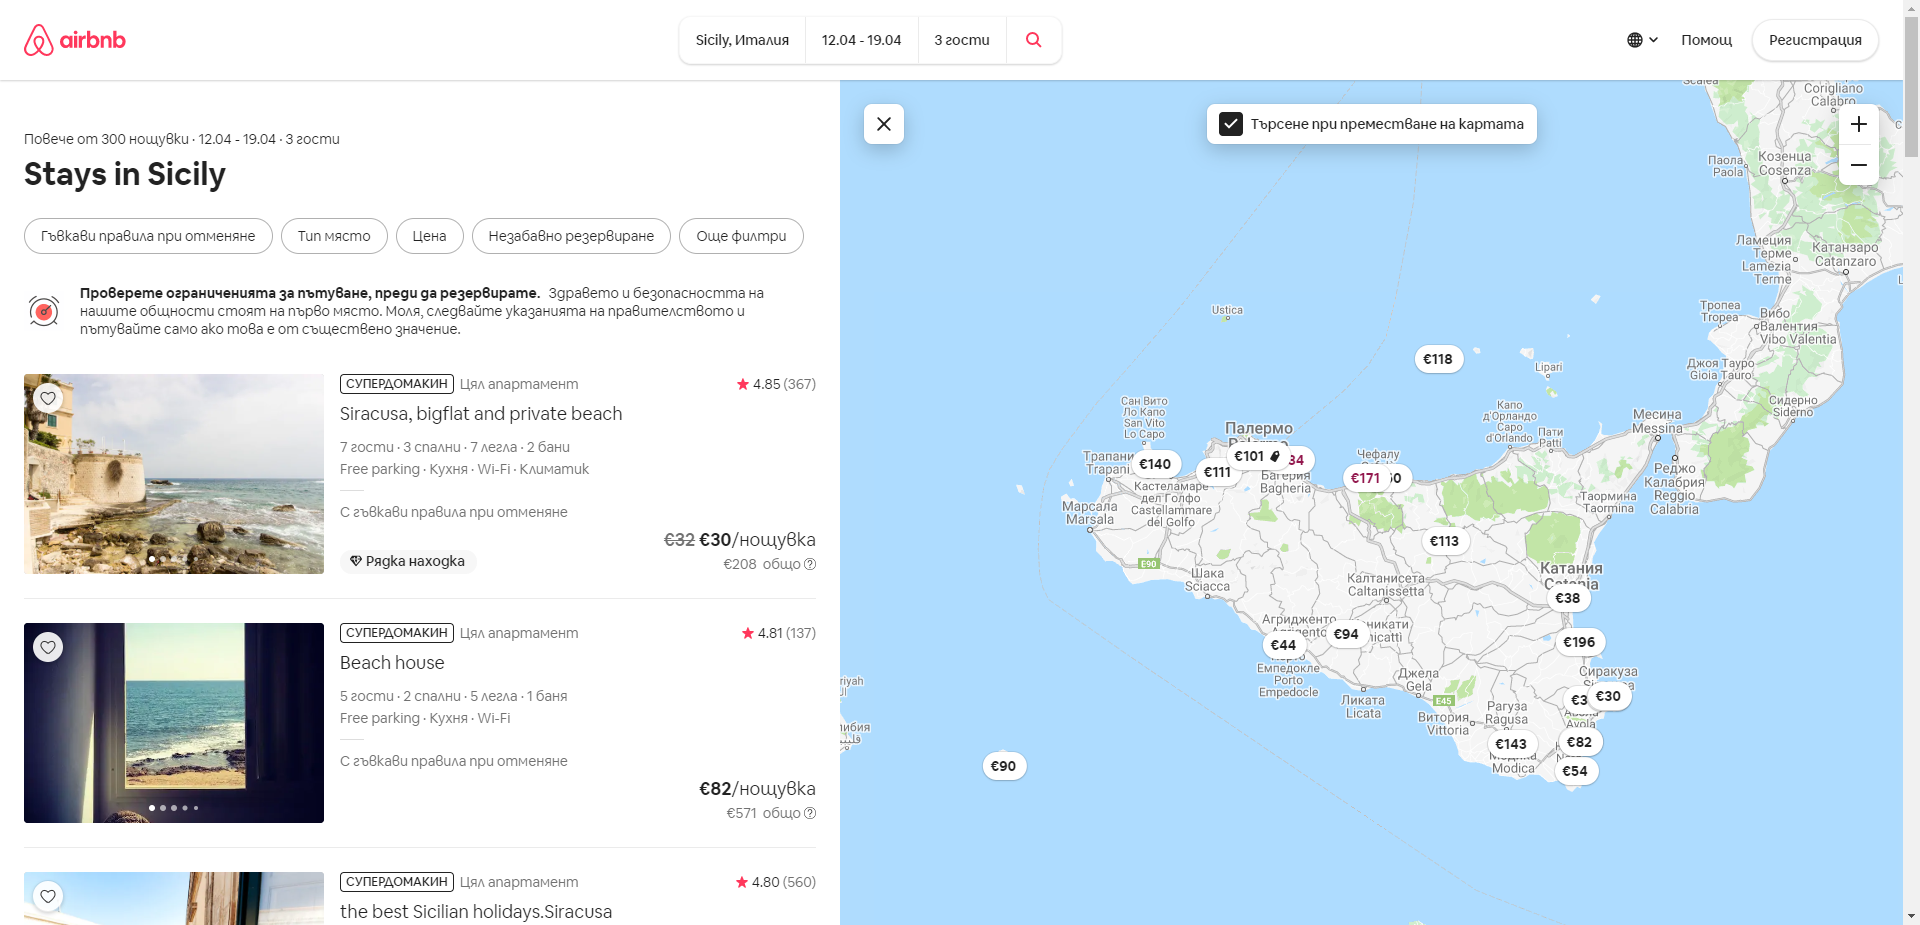 airbnb
Sicily, Италия
12.04 - 19.04
3 гости
Помощ
Регистрация
Повече от 300 нощувки · 12.04 - 19.04 · 3 гости
Stays in Sicily
Гъвкави правила при отменяне
Тип място
Цена
Незабавно резервиране
Още филтри
Проверете ограниченията за пътуване, преди да резервирате. Здравето и безопасността на
нашите общности стоят на първо място. Моля, следвайте указанията на правителството и
пътувайте само ако това е от съществено значение.
СУПЕРДОМАКИН Цял апартамент
4.85 (367)
Siracusa, bigflat and private beach
7 гости · 3 спални · 7 легла · 2 бани
Free parking · Кухня · Wi-Fi · Климатик
С гъвкави правила при отменяне
€32 €30/нощувка
Рядка находка
€208 общо
СУПЕРДОМАКИН Цял апартамент
4.81 (137)
Beach house
5 гости · 2 спални · 5 легла · 1 баня
Free parking · Кухня · Wi-Fi
С гъвкави правила при отменяне
€82/нощувка
€571 общо
СУПЕРДОМАКИН Цял апартамент
4.80 (560)
the best Sicilian holidays.Siracusa
Търсене при преместване на картата
Corigliano
Calabro
Паола
Paola
Козенца
Cosenza
Ламеция
Терме
Lamezia
Terme
Катанзаро
Catanzaro
Тропеа
Tropea
Вибо
Валентия
Vibo Valentia
Джоя Тауро
Gioia Tauro
Сидерно
Siderno
Ustica
Lipari
€118
Сан Вито
Ло Капо
San Vito
Lo Capo
Капо
д'Орландо
Capo
d'Orlando
Пати
Patti
Месина
Messina
Палермо
Трапани
Trapani
€140
€111
€101
34
Чефалу
€171
Багерия
Bagheria
Кастеламаре
дел Голфо
Castellammare
del Golfo
Марсала
Marsala
Реджо
Калабрия
Reggio
Calabria
Таормина
Taormina
€113
E90
Шака
Sciacca
Калтанисета
Caltanissetta
Катания
Catania
€38
Агридженто
€94
€44
Емпедокле
Porto
Empedocle
€196
Сиракуза
Джела
Gela
E45
Ликата
Licata
Рагуза
Ragusa
€30
Avola
Витория
Vittoria
€143
Modica
€82
€54
€90